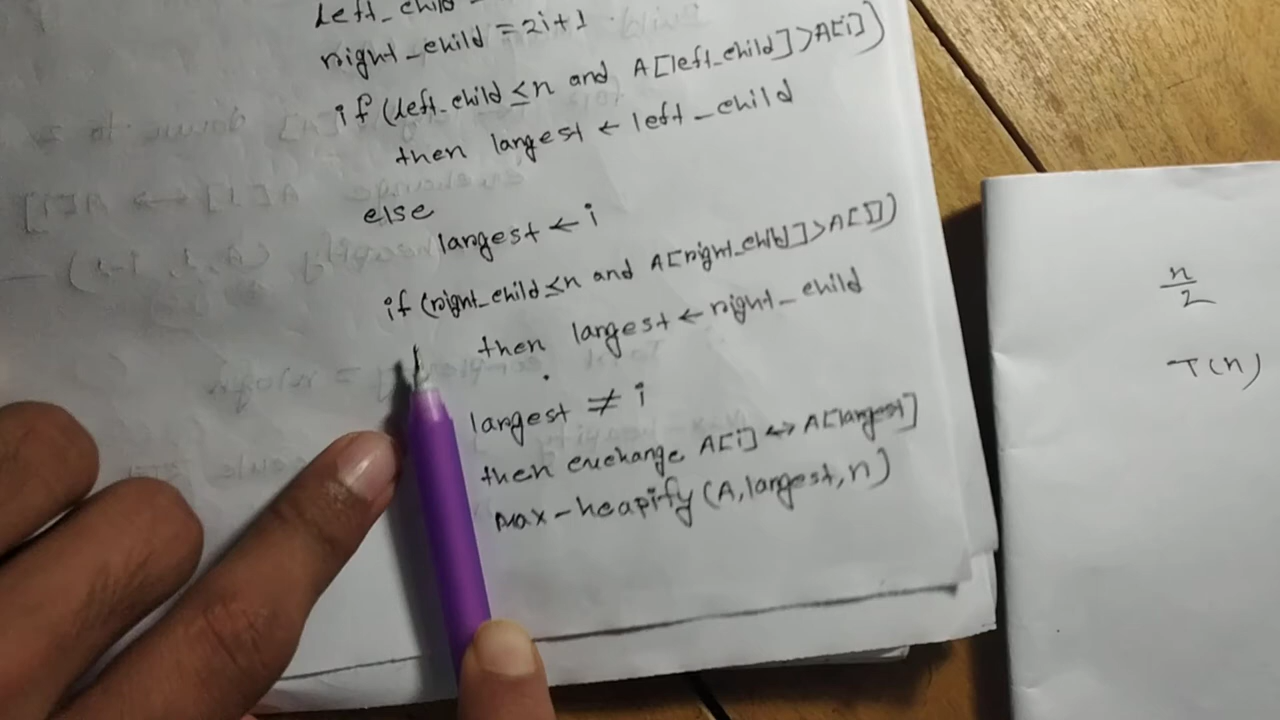 left_child
right_child = 2i+1
if (left_child ≤ n and A[left_child] > A[i])
then largest ← left_child
else
largest ← i
if (right_child ≤ n and A[right_child] > A[I])
then largest ← right_child
largest ≠ i
then exchange A[i] ↔ A[largest]
Max-heapify (A, largest, n)
n/2
T(n)